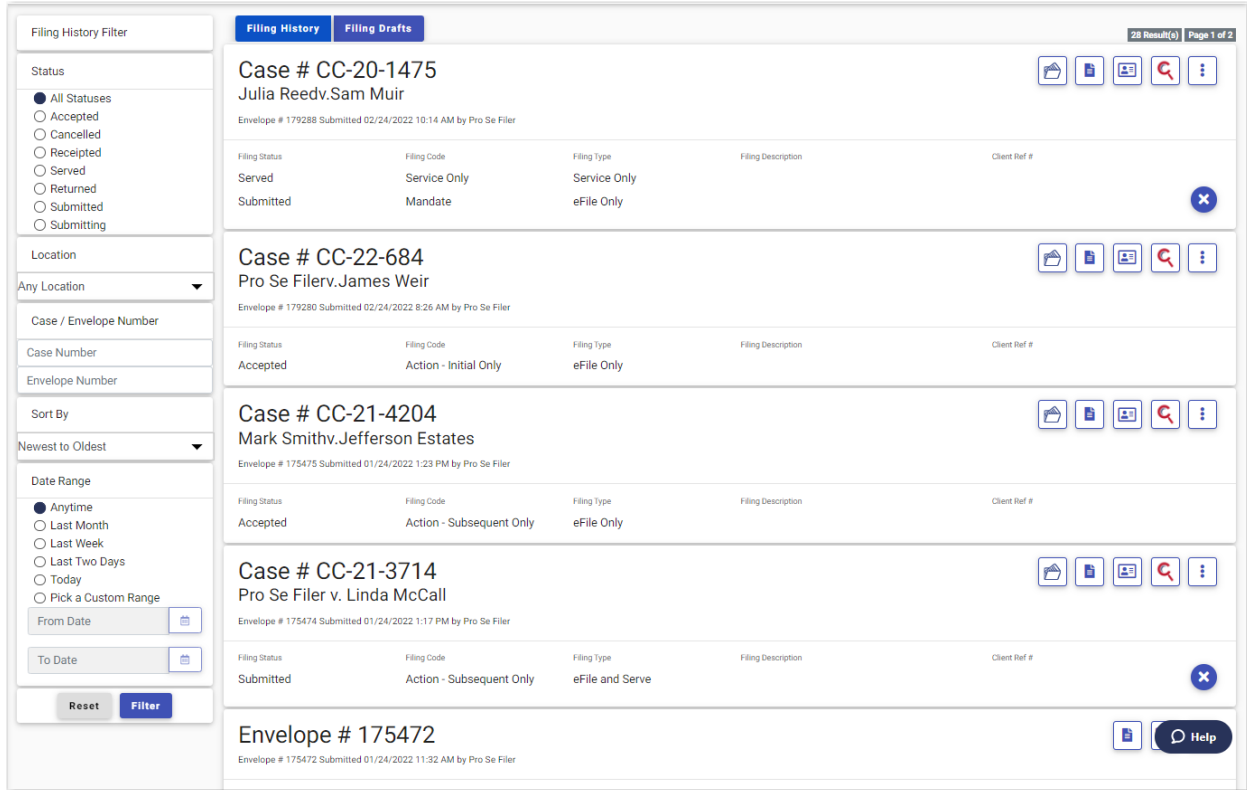 Filing History Filter
Status
All Statuses
Accepted
Cancelled
Receipted
Served
Returned
Submitted
Submitting
Location
Any Location
Case / Envelope Number
Case Number
Envelope Number
Sort By
Newest to Oldest
Date Range
Anytime
Last Month
Last Week
Last Two Days
Today
Pick a Custom Range
From Date
To Date
Reset Filter
Filing History Filing Drafts
28 Result(s) Page 1 of 2
Case # CC-20-1475
Julia Reedv.Sam Muir
Envelope # 179288 Submitted 02/24/2022 10:14 AM by Pro Se Filer
Filing Status Filing Code Filing Type Filing Description Client Ref #
Served Service Only Service Only
Submitted Mandate eFile Only
Case # CC-22-684
Pro Se Filerv.James Weir
Envelope # 179280 Submitted 02/24/2022 8:26 AM by Pro Se Filer
Filing Status Filing Code Filing Type Filing Description Client Ref #
Accepted Action - Initial Only eFile Only
Case # CC-21-4204
Mark Smithv.Jefferson Estates
Envelope # 175475 Submitted 01/24/2022 1:23 PM by Pro Se Filer
Filing Status Filing Code Filing Type Filing Description Client Ref #
Accepted Action - Subsequent Only eFile Only
Case # CC-21-3714
Pro Se Filer v. Linda McCall
Envelope # 175474 Submitted 01/24/2022 1:17 PM by Pro Se Filer
Filing Status Filing Code Filing Type Filing Description Client Ref #
Submitted Action - Subsequent Only eFile and Serve
Envelope # 175472
Envelope # 175472 Submitted 01/24/2022 11:32 AM by Pro Se Filer
Help